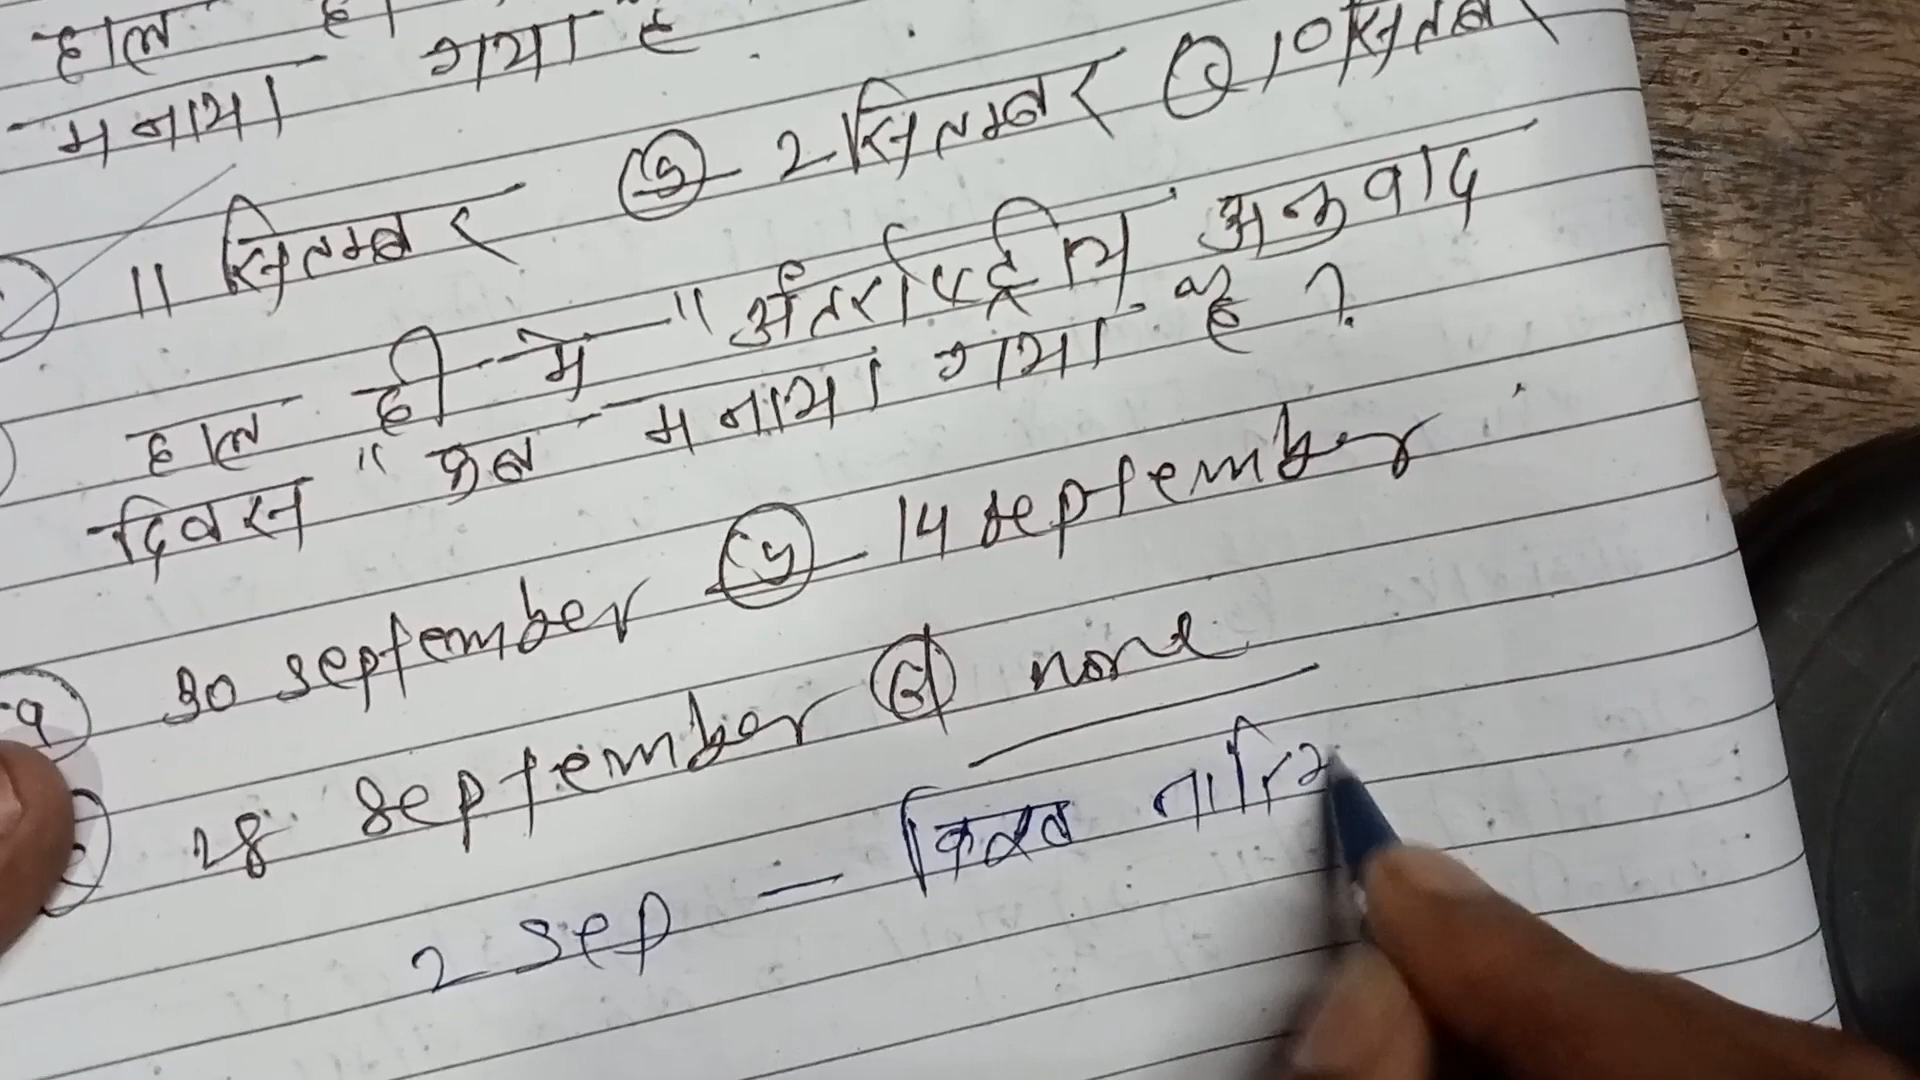 हाल है
मनाया गया है
11 सितम्बर (b) 2 सितम्बर (c) 10 सितम्बर
हाल ही में "अंतर्राष्ट्रीय अनुवाद
दिवस" कब मनाया गया है?
(a) 30 september (b) 14 september
28 september (d) none
2 sep - विश्व नारिय